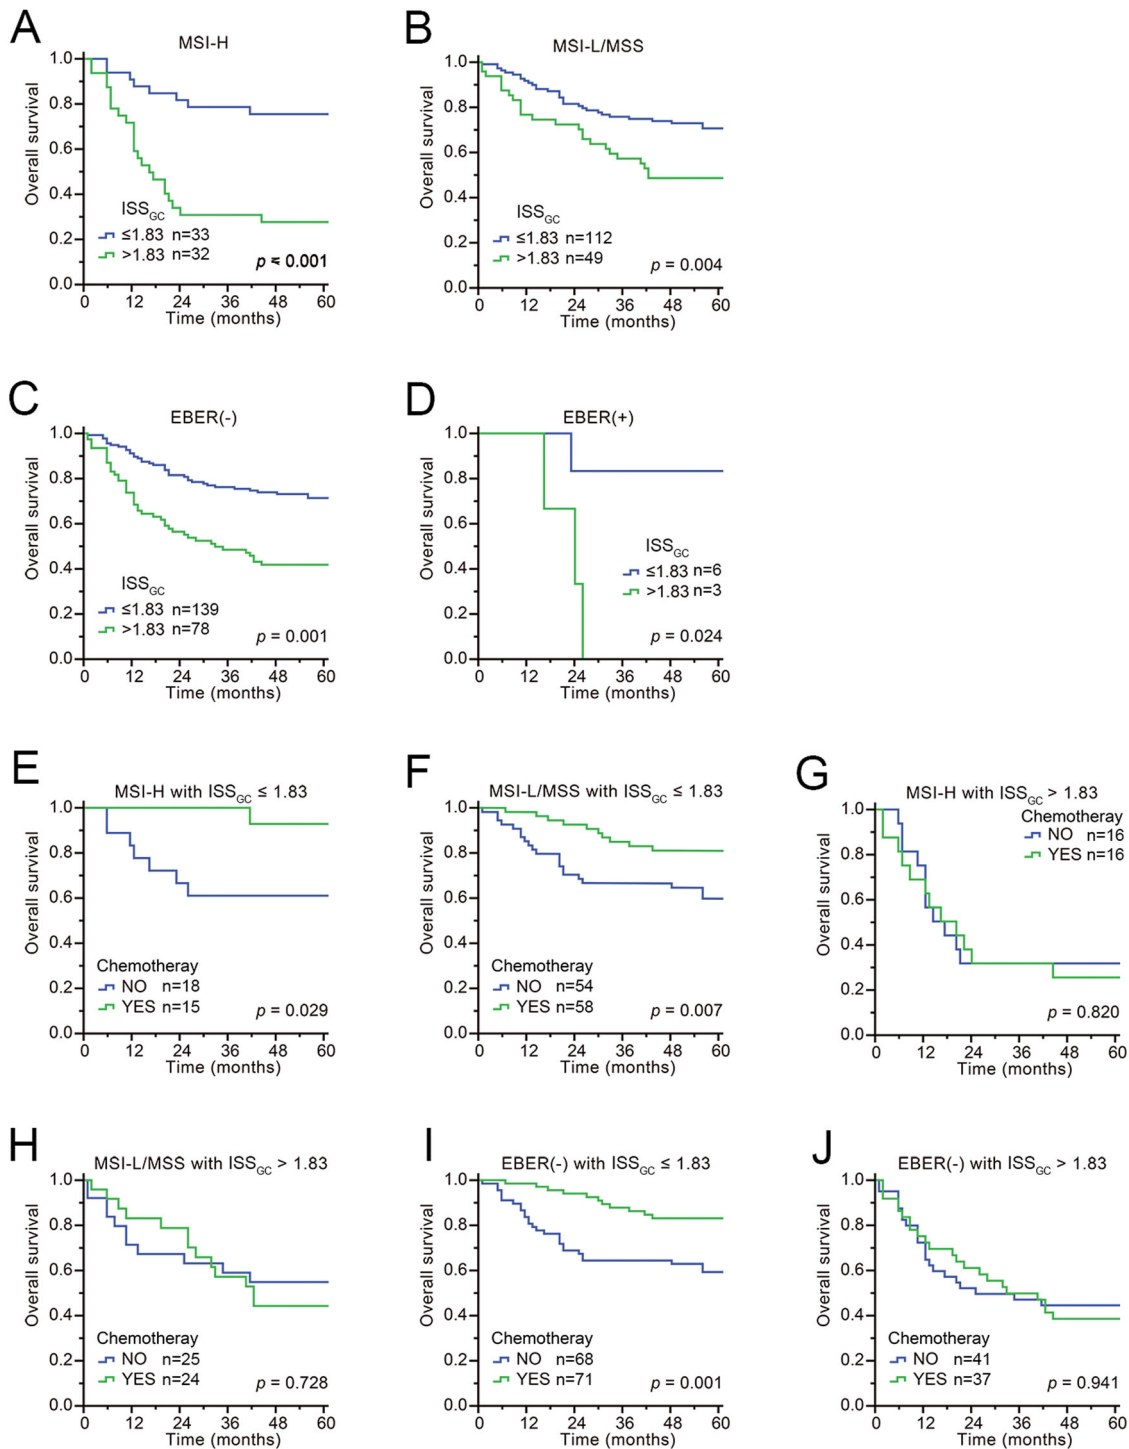 A
MSI-H
Overall survival
1.0
0.8
0.6
0.4
0.2
0.0
ISSGC
≤1.83 n=33
>1.83 n=32
p < 0.001
0 12 24 36 48 60
Time (months)
B
MSI-L/MSS
Overall survival
1.0
0.8
0.6
0.4
0.2
0.0
ISSGC
≤1.83 n=112
>1.83 n=49
p = 0.004
0 12 24 36 48 60
Time (months)
C
EBER(-)
Overall survival
1.0
0.8
0.6
0.4
0.2
0.0
ISSGC
≤1.83 n=139
>1.83 n=78
p = 0.001
0 12 24 36 48 60
Time (months)
D
EBER(+)
Overall survival
1.0
0.8
0.6
0.4
0.2
0.0
ISSGC
≤1.83 n=6
>1.83 n=3
p = 0.024
0 12 24 36 48 60
Time (months)
E
MSI-H with ISSGC ≤ 1.83
Overall survival
1.0
0.8
0.6
0.4
0.2
0.0
Chemotheray
NO n=18
YES n=15
p = 0.029
0 12 24 36 48 60
Time (months)
F
MSI-L/MSS with ISSGC ≤ 1.83
Overall survival
1.0
0.8
0.6
0.4
0.2
0.0
Chemotheray
NO n=54
YES n=58
p = 0.007
0 12 24 36 48 60
Time (months)
G
MSI-H with ISSGC > 1.83
Overall survival
1.0
0.8
0.6
0.4
0.2
0.0
Chemotheray
NO n=16
YES n=16
p = 0.820
0 12 24 36 48 60
Time (months)
H
MSI-L/MSS with ISSGC > 1.83
Overall survival
1.0
0.8
0.6
0.4
0.2
0.0
Chemotheray
NO n=25
YES n=24
p = 0.728
0 12 24 36 48 60
Time (months)
I
EBER(-) with ISSGC ≤ 1.83
Overall survival
1.0
0.8
0.6
0.4
0.2
0.0
Chemotheray
NO n=68
YES n=71
p = 0.001
0 12 24 36 48 60
Time (months)
J
EBER(-) with ISSGC > 1.83
Overall survival
1.0
0.8
0.6
0.4
0.2
0.0
Chemotheray
NO n=41
YES n=37
p = 0.941
0 12 24 36 48 60
Time (months)